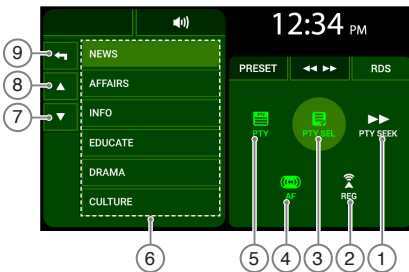 12:34 PM
9
NEWS
PRESET
RDS
8
AFFAIRS
7
INFO
PTY
PTY SEL
PTY SEEK
EDUCATE
DRAMA
AF
REG
CULTURE
6
5
4
3
2
1